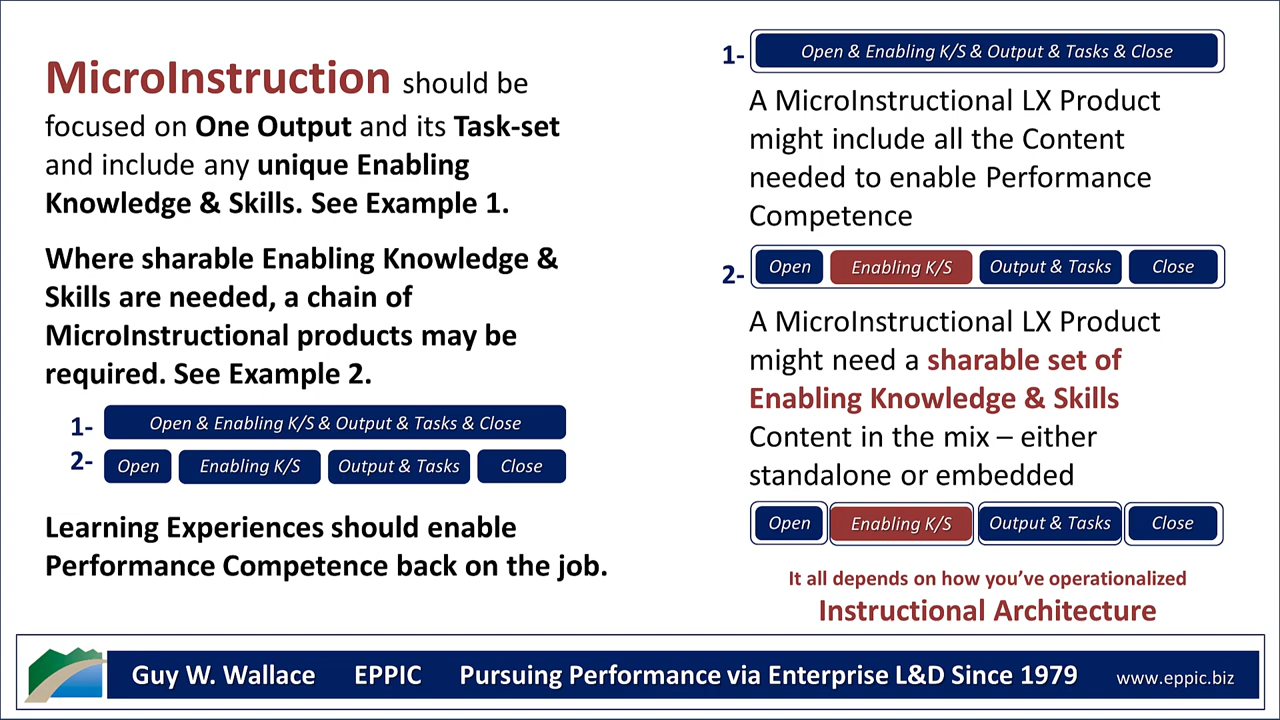 MicroInstruction should be
focused on One Output and its Task-set
and include any unique Enabling
Knowledge & Skills. See Example 1.
Where sharable Enabling Knowledge &
Skills are needed, a chain of
MicroInstructional products may be
required. See Example 2.
1- Open & Enabling K/S & Output & Tasks & Close
2- Open Enabling K/S Output & Tasks Close
Learning Experiences should enable
Performance Competence back on the job.
1- Open & Enabling K/S & Output & Tasks & Close
A MicroInstructional LX Product
might include all the Content
needed to enable Performance
Competence
2- Open Enabling K/S Output & Tasks Close
A MicroInstructional LX Product
might need a sharable set of
Enabling Knowledge & Skills
Content in the mix – either
standalone or embedded
Open Enabling K/S Output & Tasks Close
It all depends on how you've operationalized
Instructional Architecture
Guy W. Wallace EPPIC Pursuing Performance via Enterprise L&D Since 1979 www.eppic.biz